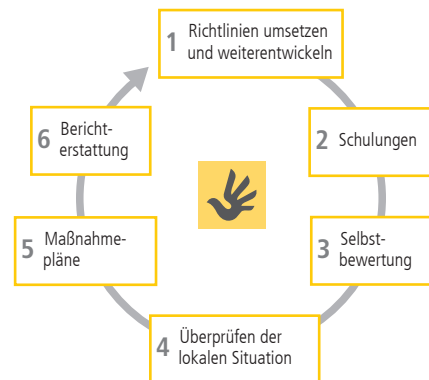 1 Richtlinien umsetzen
und weiterentwickeln
2 Schulungen
3 Selbst-
bewertung
4 Überprüfen der
lokalen Situation
5 Maßnahme-
pläne
6 Bericht-
erstattung